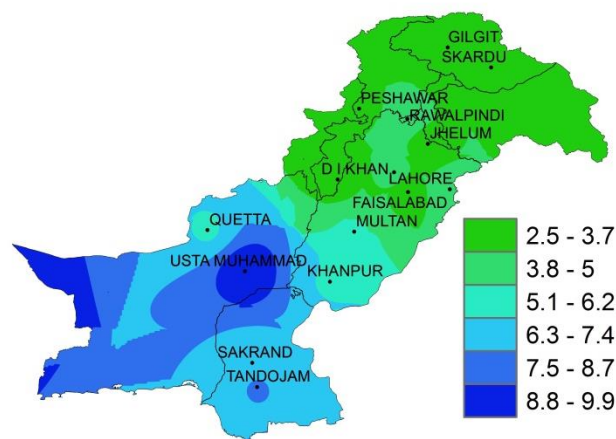 GILGIT
SKARDU
PESHAWAR
RAWALPINDI
JHELUM
D I KHAN
LAHORE
FAISALABAD
MULTAN
QUETTA
USTA MUHAMMAD
KHANPUR
SAKRAND
TANDOJAM
2.5 - 3.7
3.8 - 5
5.1 - 6.2
6.3 - 7.4
7.5 - 8.7
8.8 - 9.9